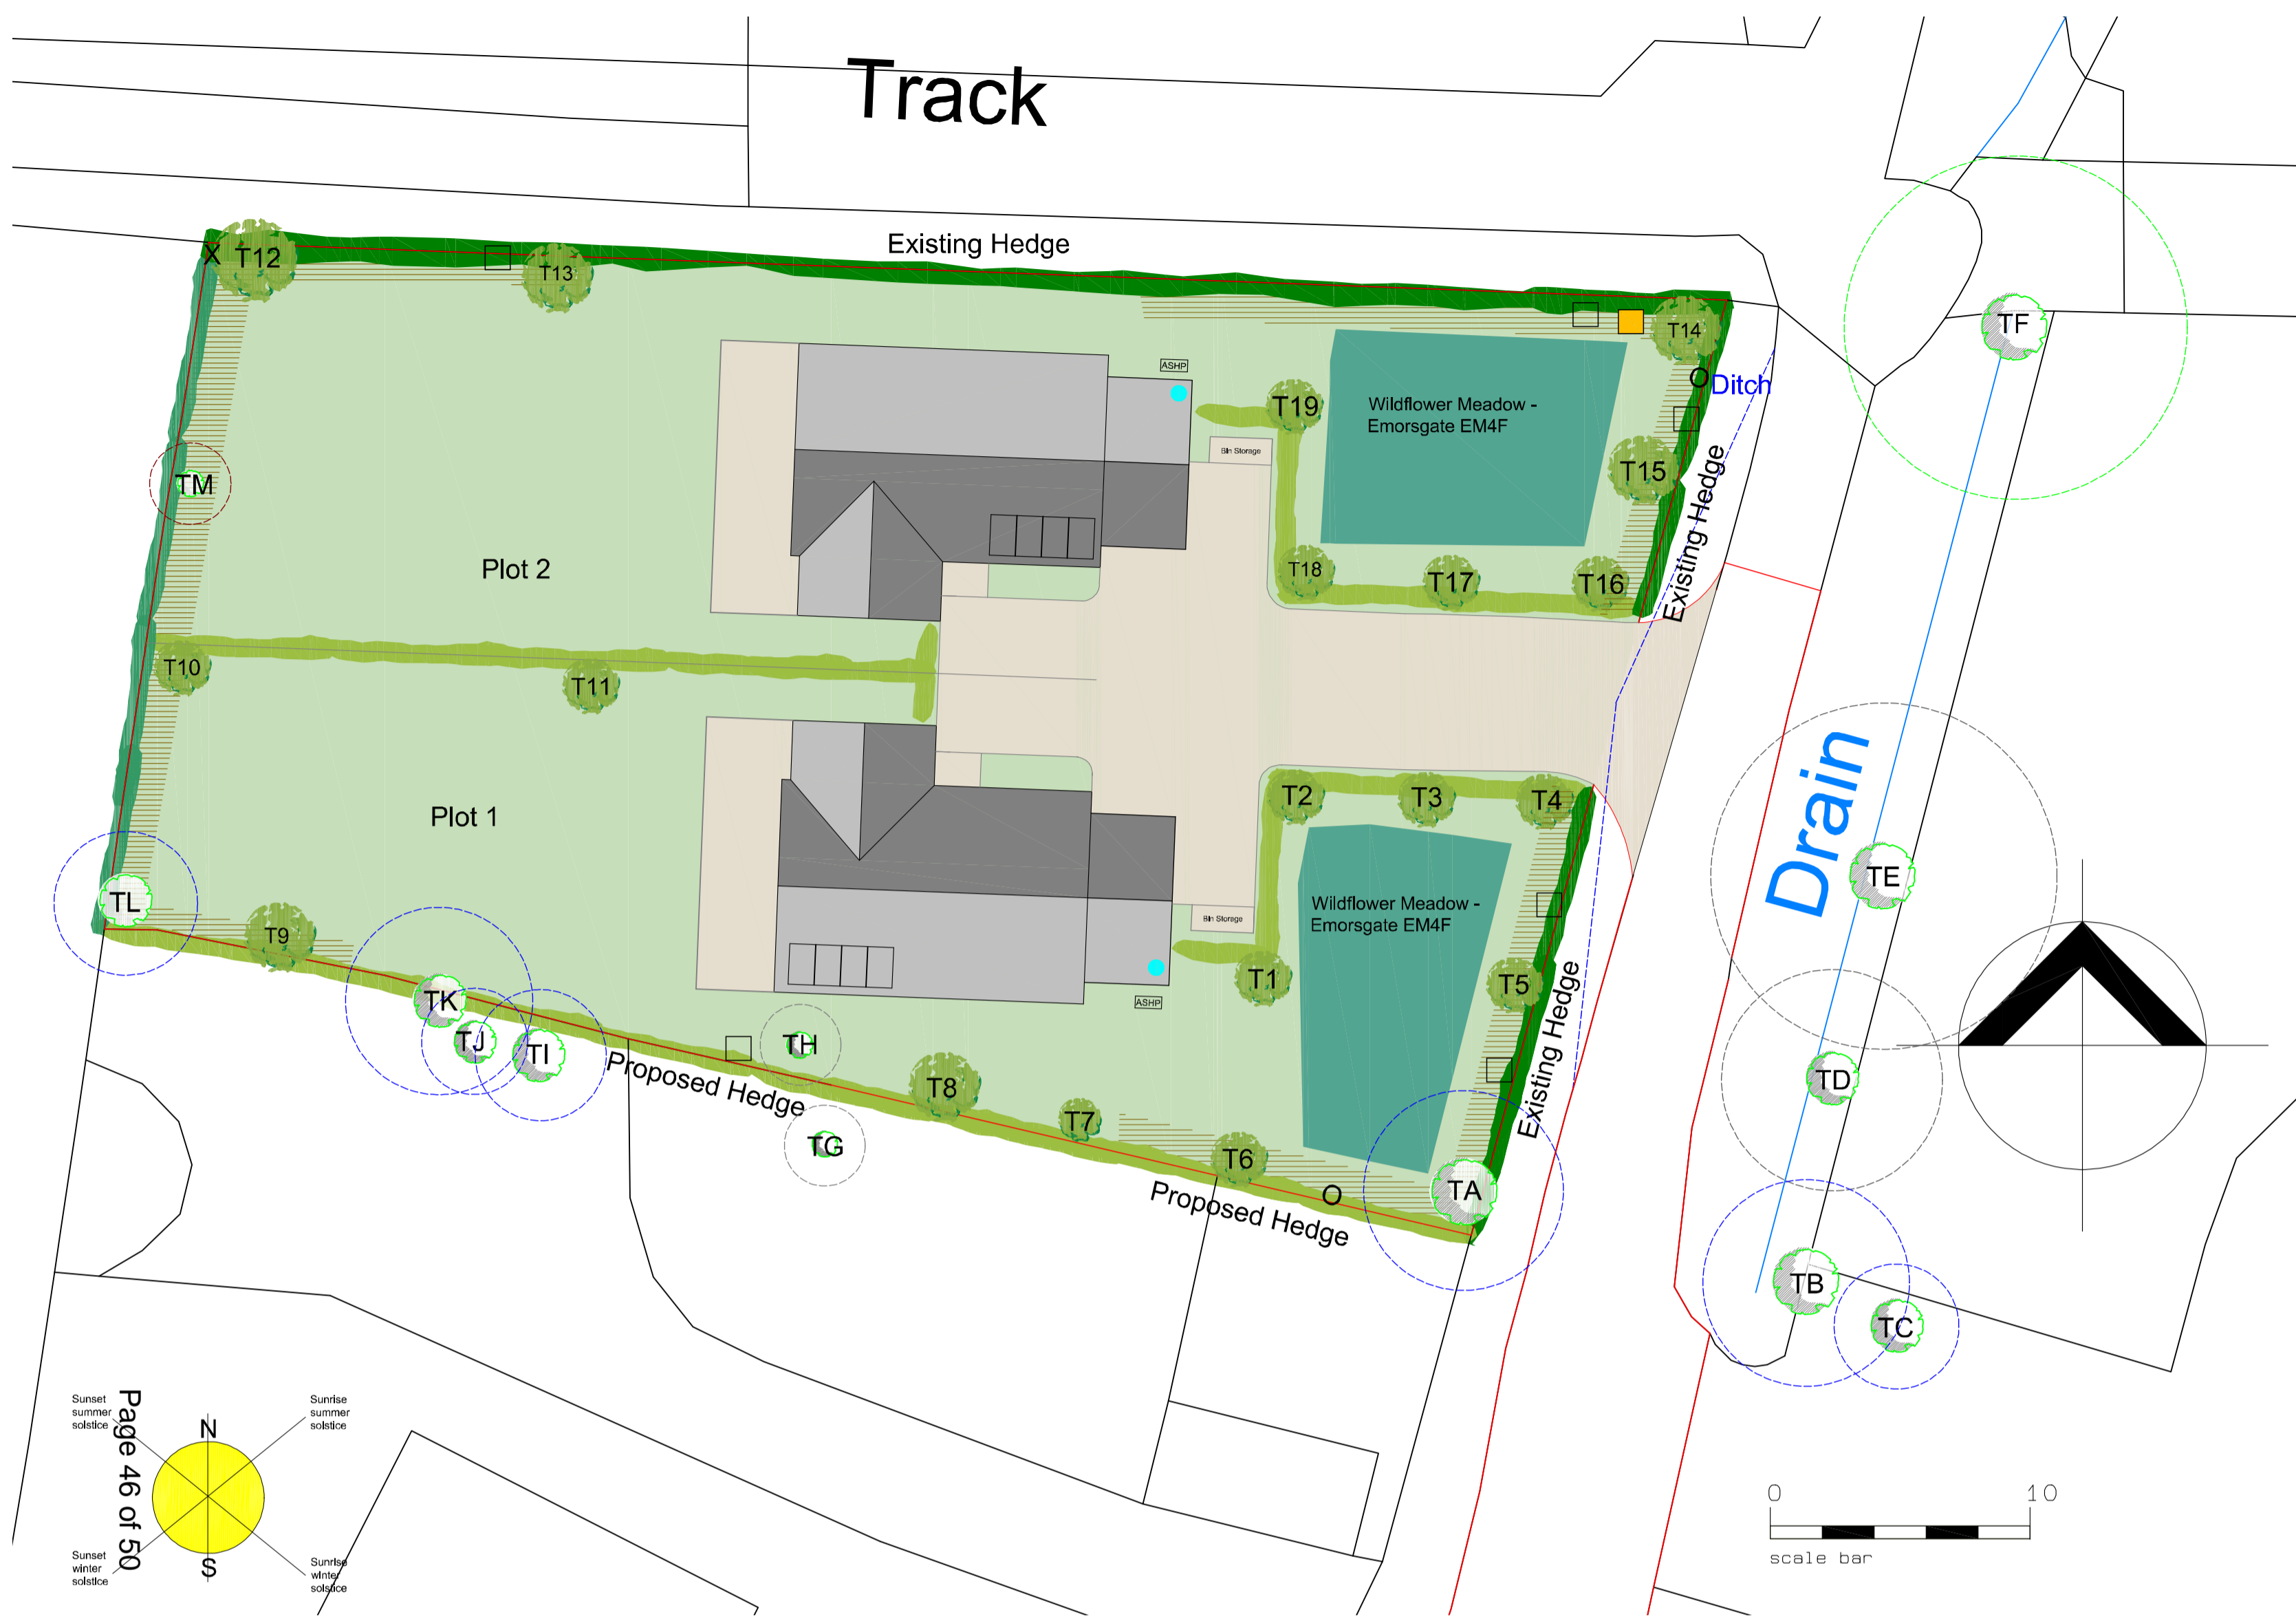 Track
Existing Hedge
T12
X
T13
T14
TF
ASHP
O
Ditch
T19
Wildflower Meadow -
Emorsgate EM4F
Bin Storage
T15
TM
Existing Hedge
Plot 2
T18
T17
T16
T10
T11
T2
T3
T4
Plot 1
Drain
TE
TL
Wildflower Meadow -
Emorsgate EM4F
Bin Storage
T9
T1
T5
TK
ASHP
TJ
TI
TH
Existing Hedge
Proposed Hedge
T8
TD
T7
TG
T6
O
TA
Proposed Hedge
TB
TC
Sunset
summer
solstice
Page 46 of 50
N
Sunrise
summer
solstice
Sunset
winter
solstice
S
Sunrise
winter
solstice
0 10
scale bar